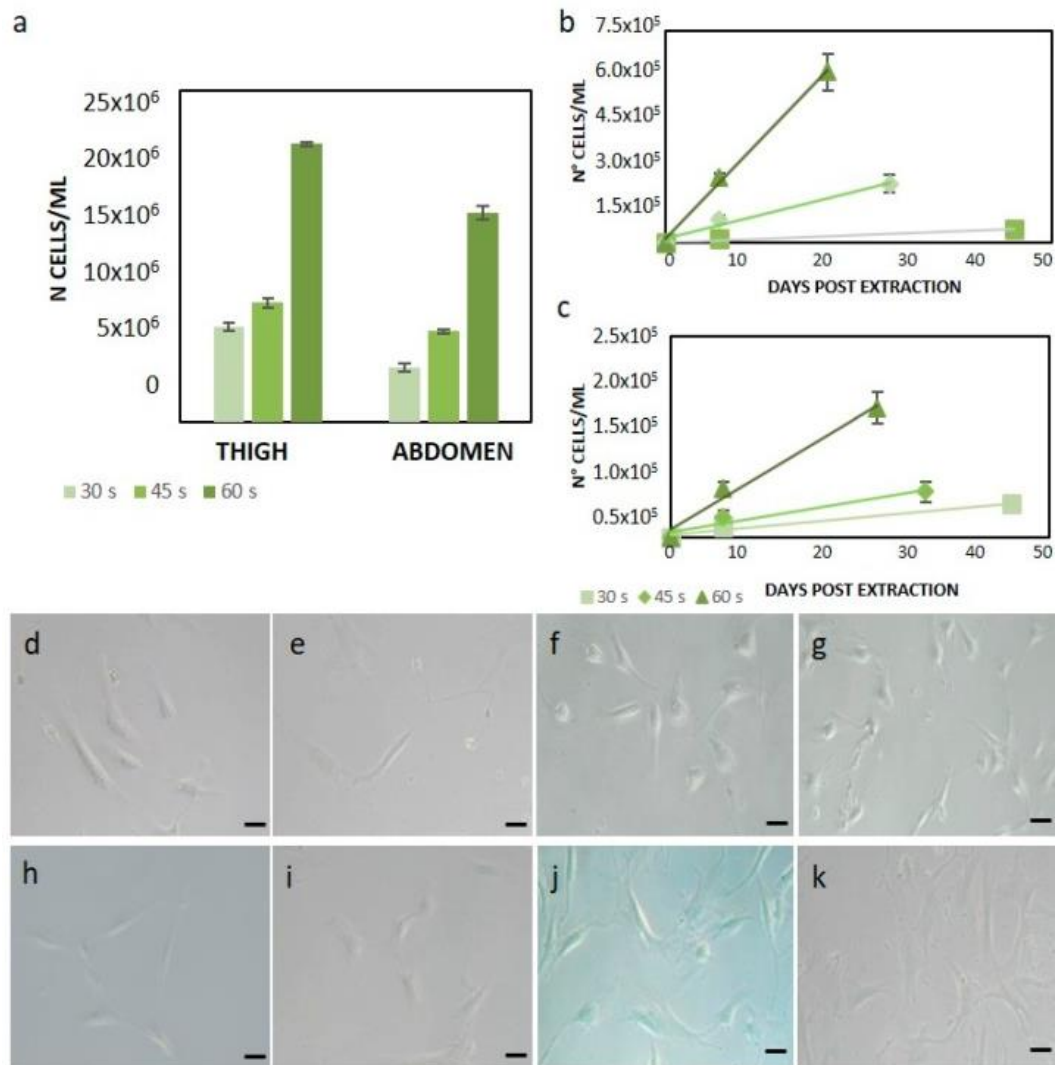 a
25x10⁶
20x10⁶
15x10⁶
10x10⁶
5x10⁶
0
N CELLS/ML
THIGH ABDOMEN
30 s 45 s 60 s
b
7.5x10⁵
6.0x10⁵
4.5x10⁵
3.0x10⁵
1.5x10⁵
N° CELLS/ML
0 10 20 30 40 50
DAYS POST EXTRACTION
c
2.5x10⁵
2.0x10⁵
1.5x10⁵
1.0x10⁵
0.5x10⁵
N° CELLS/ML
0 10 20 30 40 50
DAYS POST EXTRACTION
30 s 45 s 60 s
d e f g
h i j k